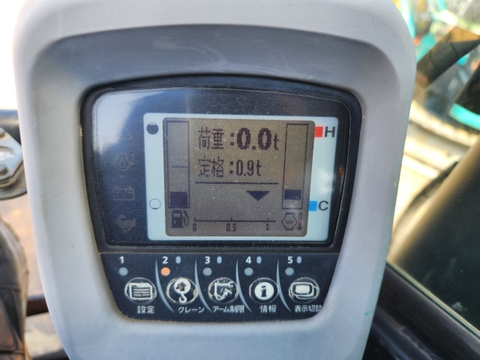 荷重:0.0t
定格:0.9t
H
C
0 0.5 1
1 2 3 4 5
設定 クレーン アーム制限 情報 表示切替